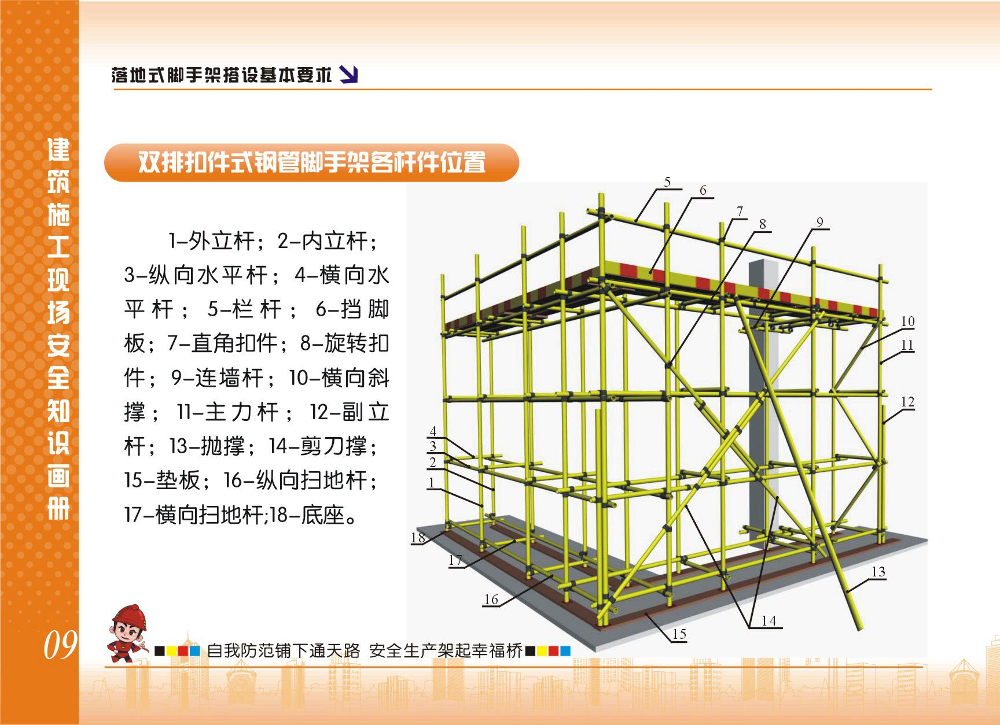 落地式脚手架搭设基本要求
建筑施工现场安全知识画册
双排扣件式钢管脚手架各杆件位置
1-外立杆；2-内立杆；
3-纵向水平杆；4-横向水
平杆；5-栏杆；6-挡脚
板；7-直角扣件；8-旋转扣
件；9-连墙杆；10-横向斜
撑；11-主力杆；12-副立
杆；13-抛撑；14-剪刀撑；
15-垫板；16-纵向扫地杆；
17-横向扫地杆;18-底座。
5
6
7
8
9
10
11
12
4
3
2
1
18
17
16
13
14
15
09
自我防范铺下通天路 安全生产架起幸福桥